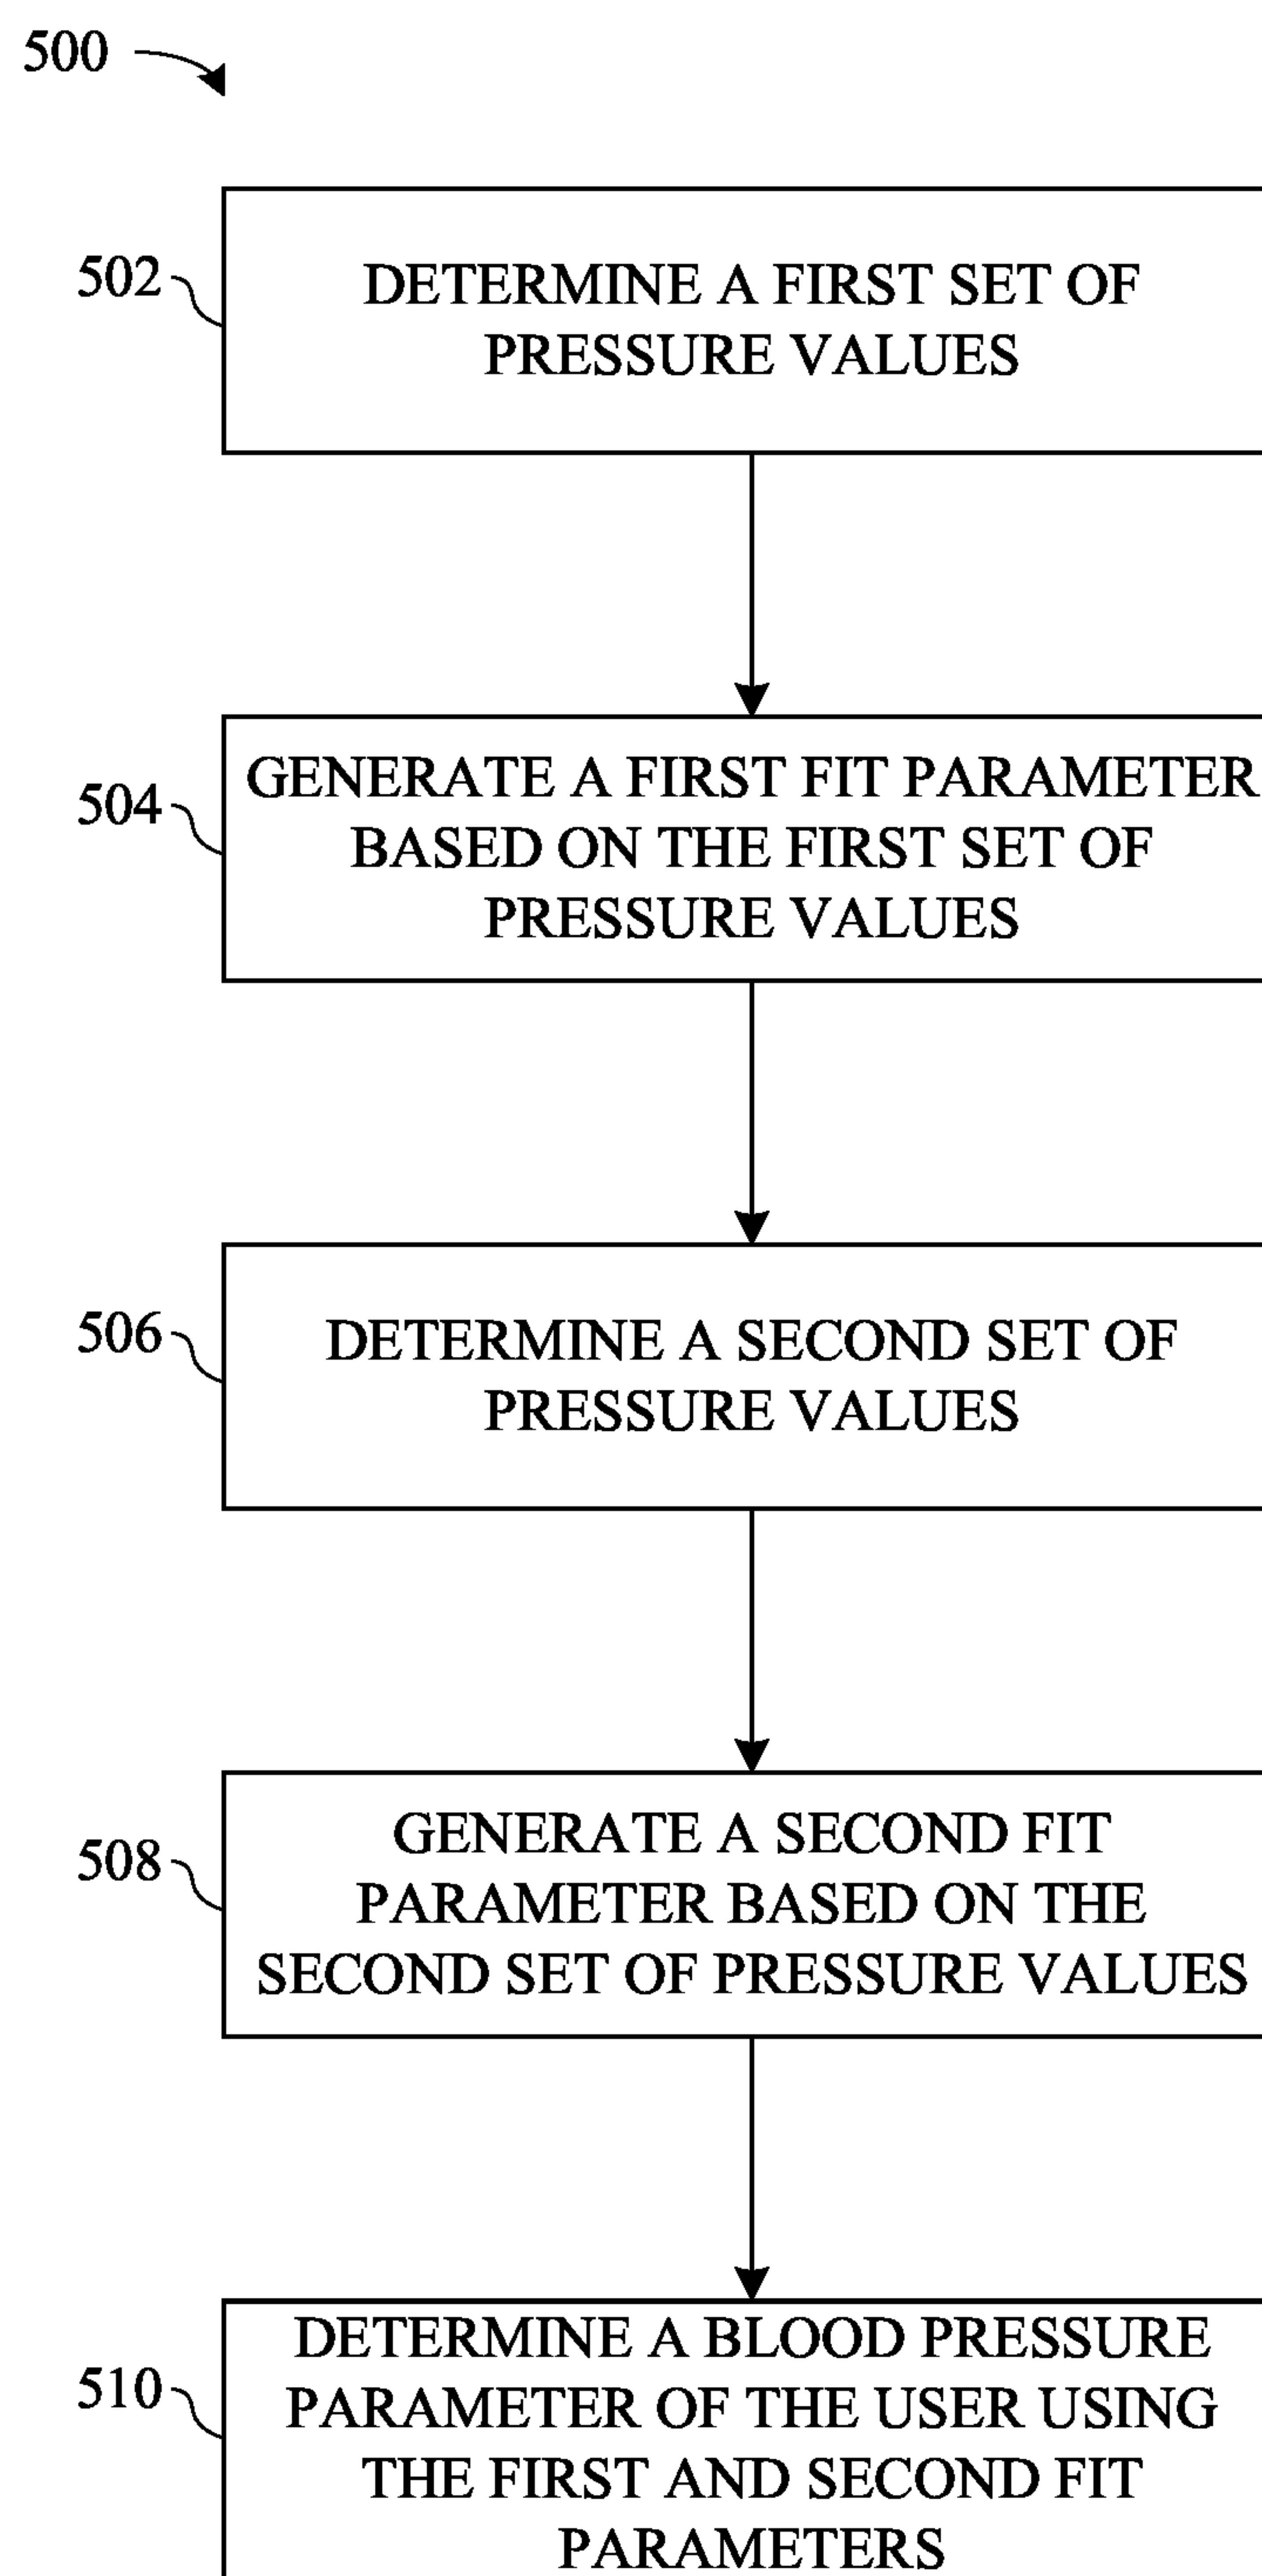 500
502
DETERMINE A FIRST SET OF
PRESSURE VALUES
504
GENERATE A FIRST FIT PARAMETER
BASED ON THE FIRST SET OF
PRESSURE VALUES
506
DETERMINE A SECOND SET OF
PRESSURE VALUES
508
GENERATE A SECOND FIT
PARAMETER BASED ON THE
SECOND SET OF PRESSURE VALUES
510
DETERMINE A BLOOD PRESSURE
PARAMETER OF THE USER USING
THE FIRST AND SECOND FIT
PARAMETERS